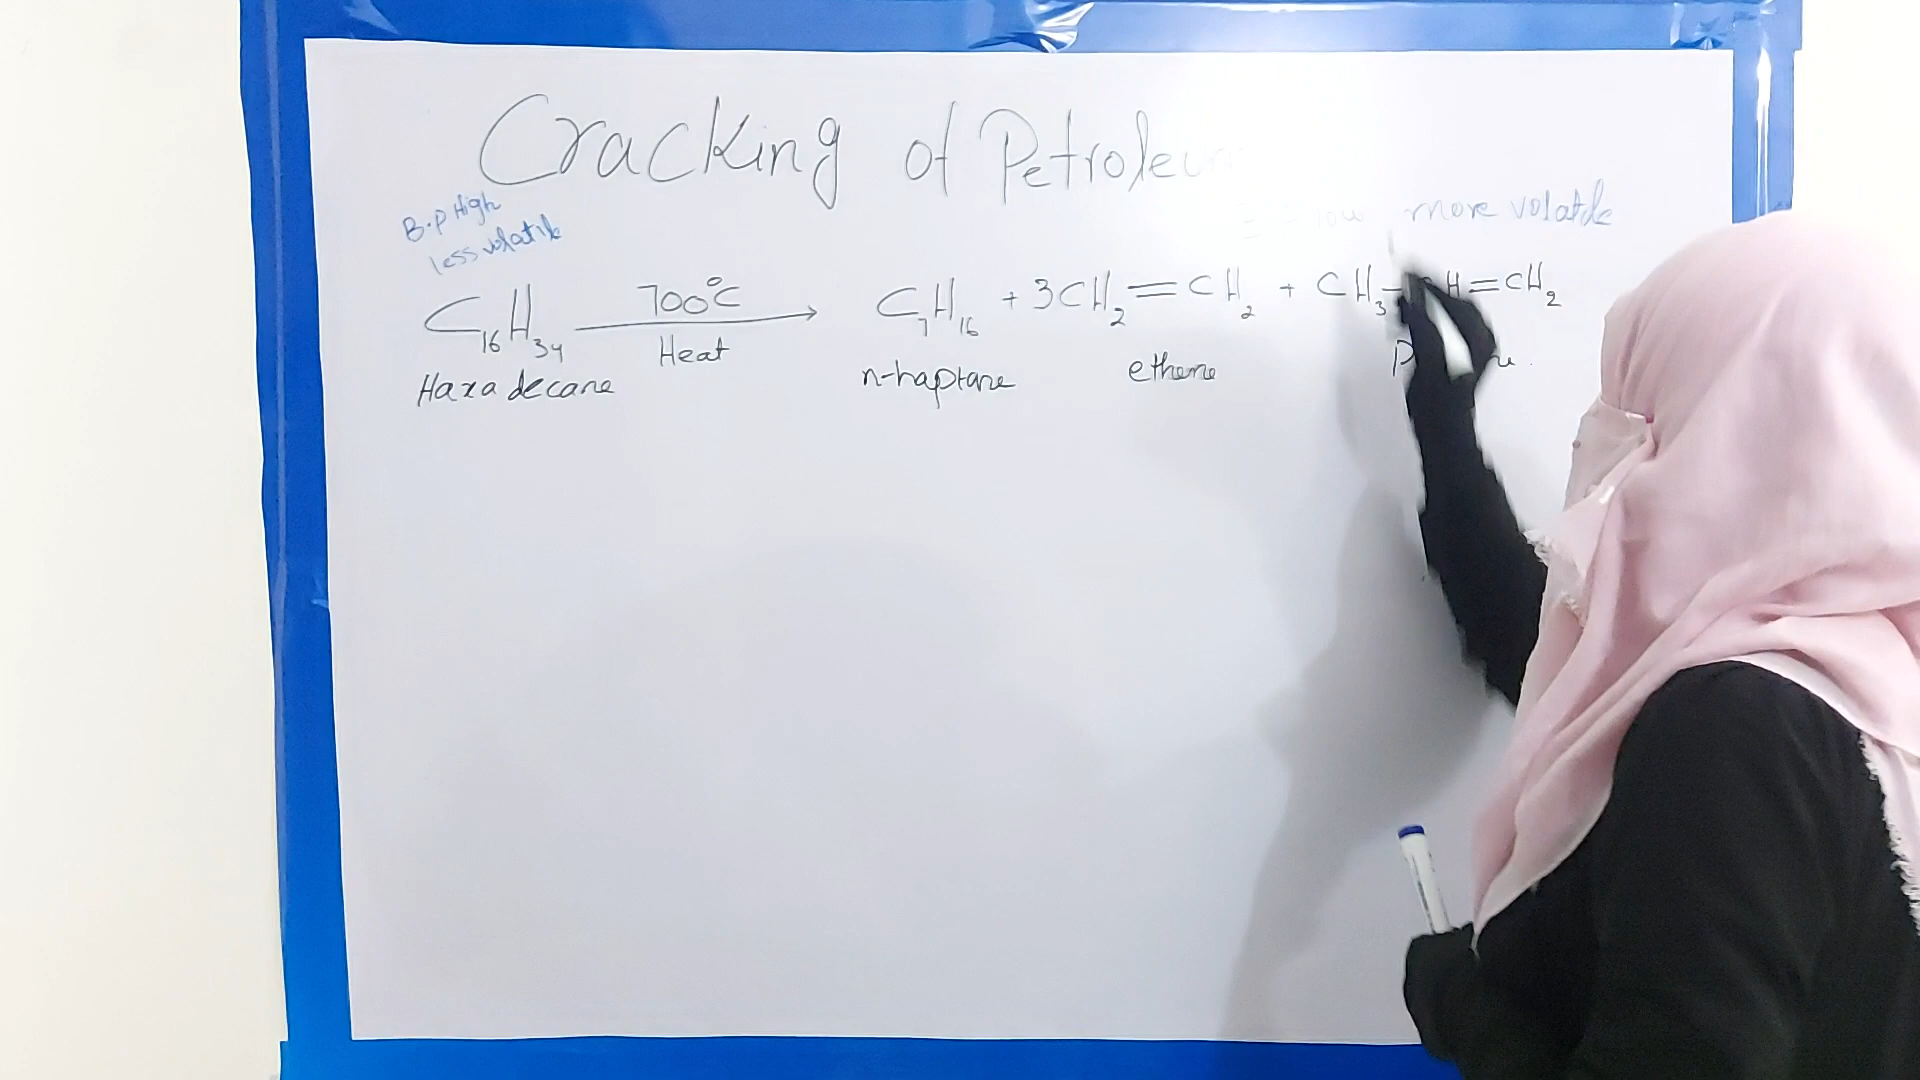 Cracking of Petroleum
B.P High
less volatile
low more volatile
C₁₆H₃₄ 700°C → C₇H₁₆ + 3CH₂=CH₂ + CH₃- H=CH₂
Heat
Haxadecane n-haptane ethene